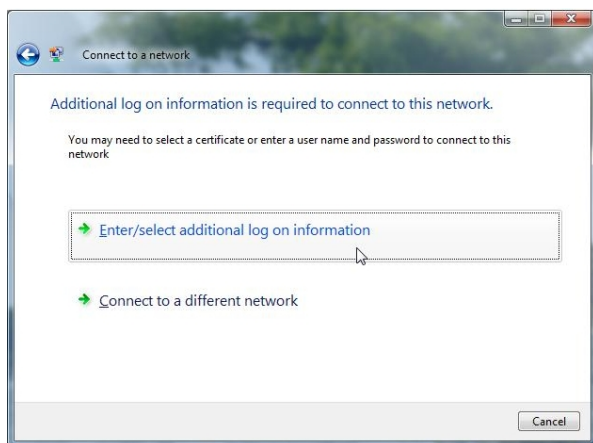 Connect to a network
Additional log on information is required to connect to this network.
You may need to select a certificate or enter a user name and password to connect to this
network
Enter/select additional log on information
Connect to a different network
Cancel